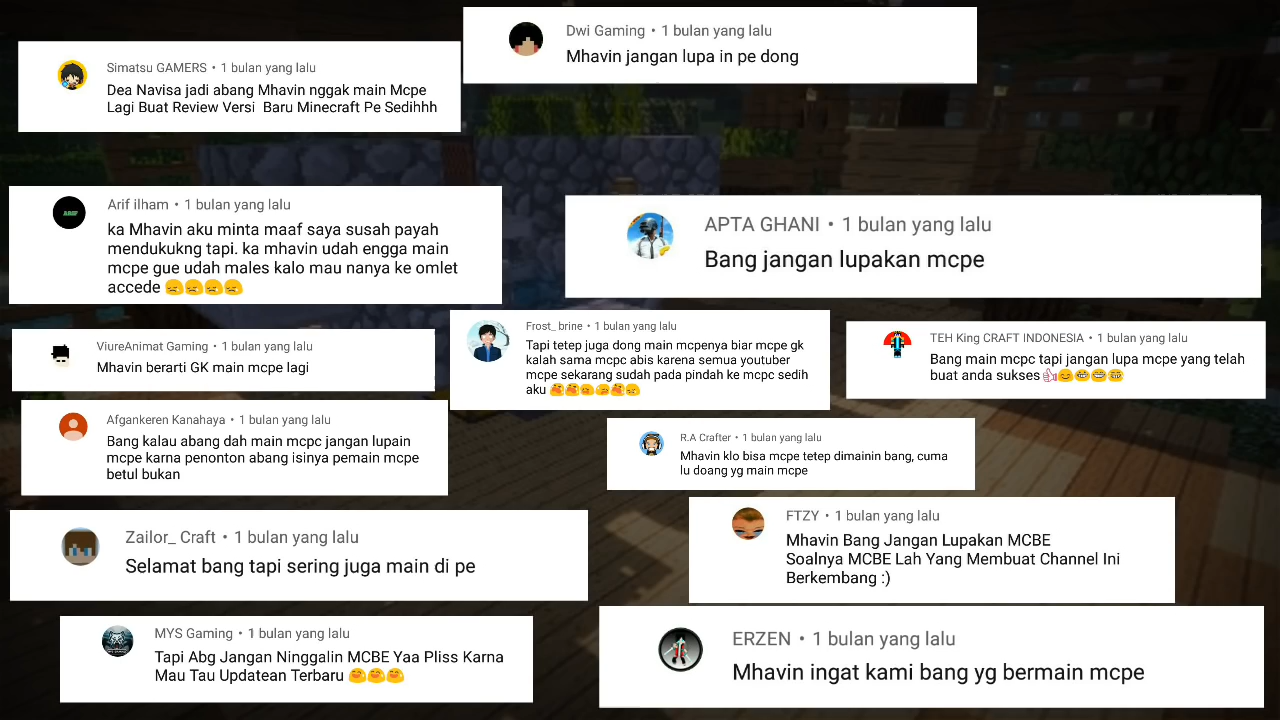 Dwi Gaming • 1 bulan yang lalu
Mhavin jangan lupa in pe dong
Simatsu GAMERS • 1 bulan yang lalu
Dea Navisa jadi abang Mhavin nggak main Mcpe
Lagi Buat Review Versi Baru Minecraft Pe Sedihhh
Arif ilham • 1 bulan yang lalu
ka Mhavin aku minta maaf saya susah payah
mendukukng tapi. ka mhavin udah engga main
mcpe gue udah males kalo mau nanya ke omlet
accede 😞😞😞😞
APTA GHANI • 1 bulan yang lalu
Bang jangan lupakan mcpe
ViureAnimat Gaming • 1 bulan yang lalu
Mhavin berarti GK main mcpe lagi
Frost_ brine • 1 bulan yang lalu
Tapi tetep juga dong main mcpenya biar mcpe gk
kalah sama mcpc abis karena semua youtuber
mcpe sekarang sudah pada pindah ke mcpc sedih
aku
TEH King CRAFT INDONESIA • 1 bulan yang lalu
Bang main mcpc tapi jangan lupa mcpe yang telah
buat anda sukses 👍😊😁😁😁
Afgankeren Kanahaya • 1 bulan yang lalu
Bang kalau abang dah main mcpc jangan lupain
mcpe karna penonton abang isinya pemain mcpe
betul bukan
R.A Crafter • 1 bulan yang lalu
Mhavin klo bisa mcpe tetep dimainin bang, cuma
lu doang yg main mcpe
Zailor_ Craft • 1 bulan yang lalu
Selamat bang tapi sering juga main di pe
FTZY • 1 bulan yang lalu
Mhavin Bang Jangan Lupakan MCBE
Soalnya MCBE Lah Yang Membuat Channel Ini
Berkembang :)
MYS Gaming • 1 bulan yang lalu
Tapi Abg Jangan Ninggalin MCBE Yaa Pliss Karna
Mau Tau Updatean Terbaru 😊😊😊
ERZEN • 1 bulan yang lalu
Mhavin ingat kami bang yg bermain mcpe